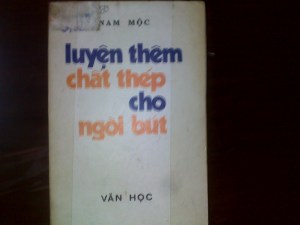 NAM MỘC
luyện thêm
chất thép
cho
ngòi bút
VĂN HỌC